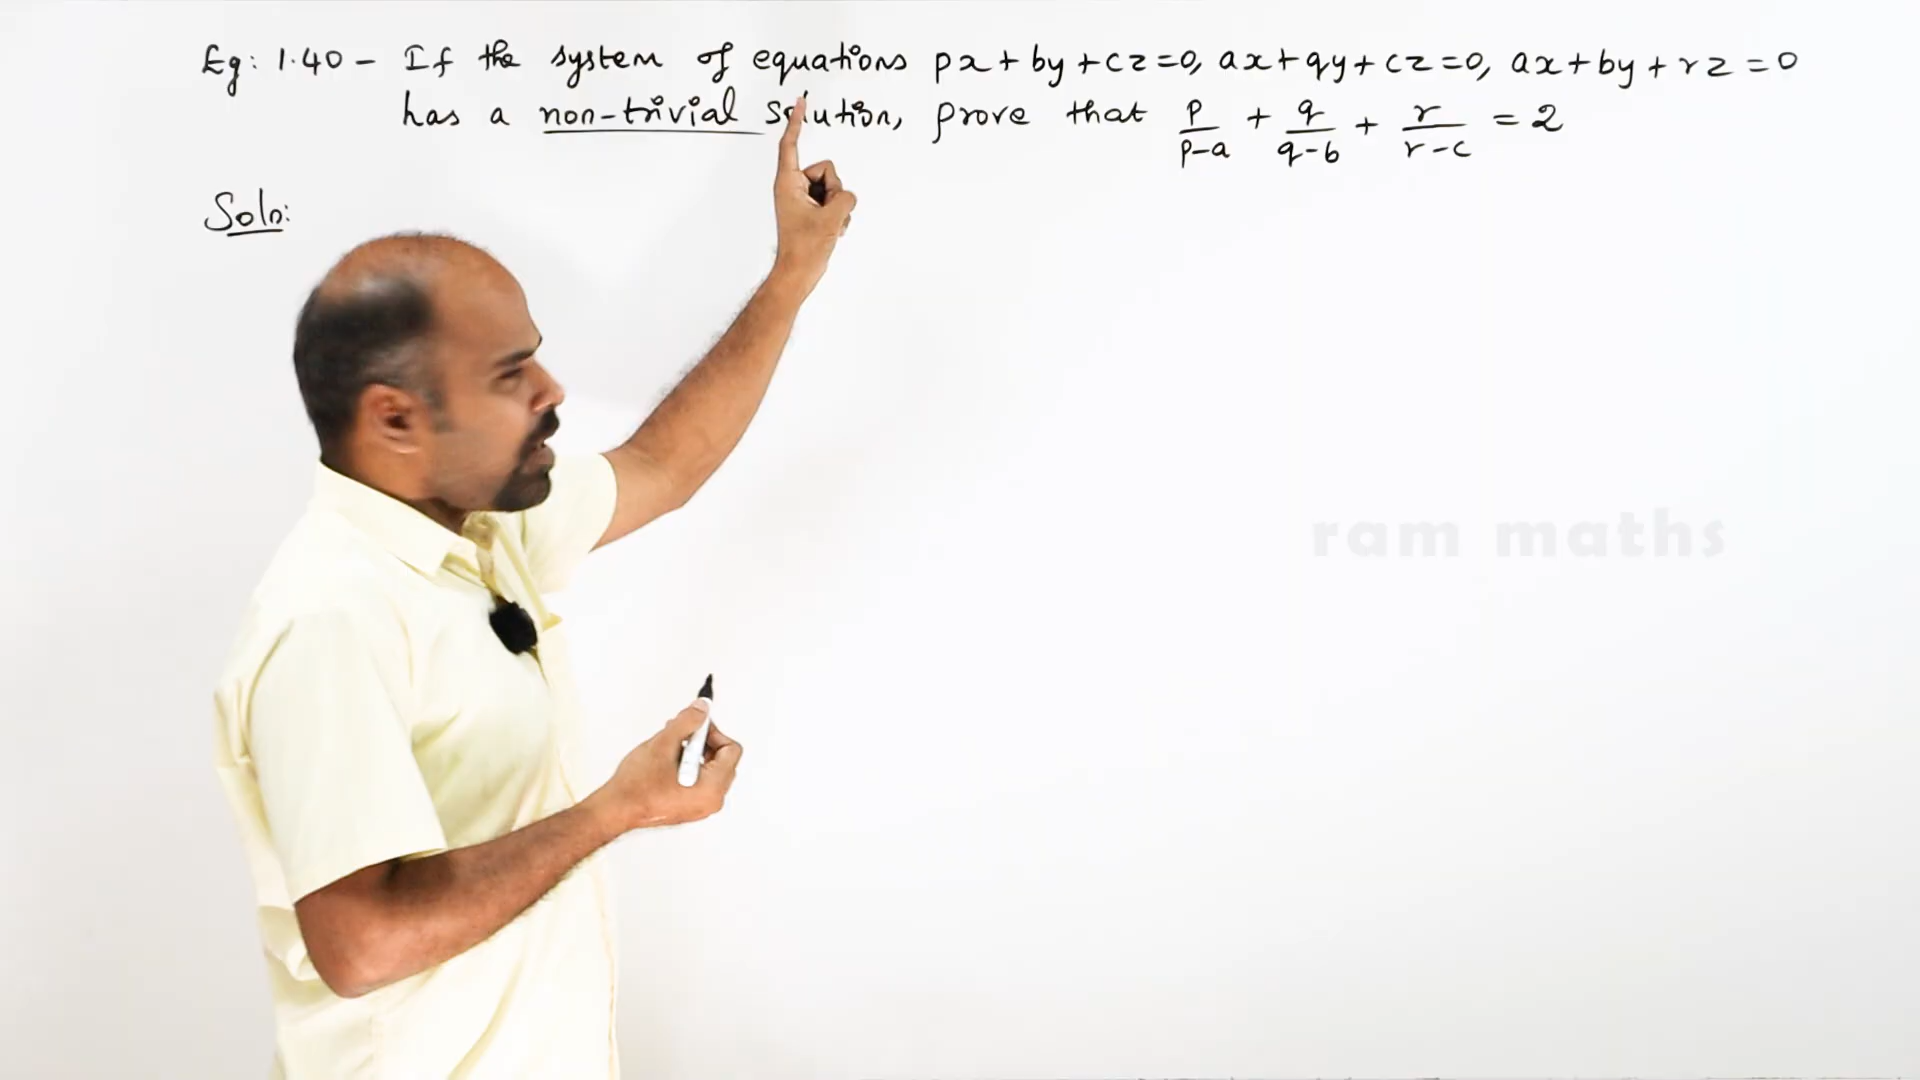 Eg: 1.40 - If the system of equations px + by + cz = 0, ax + qy + cz = 0, ax + by + rz = 0
has a non-trivial solution, prove that p/p-a + q/q-b + r/r-c = 2
Soln:
ram maths